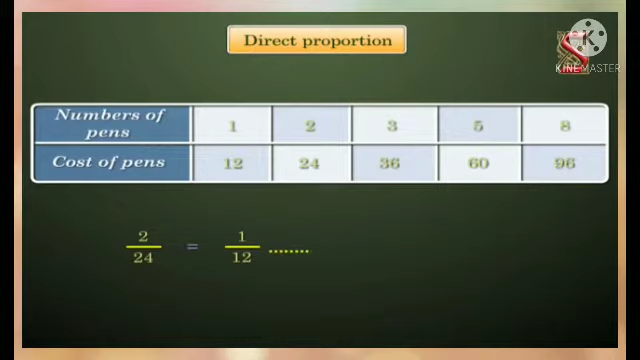 Direct proportion
KINEMASTER
Numbers of pens 1 2 3 5 8
Cost of pens 12 24 36 60 96
2/24 = 1/12 ........